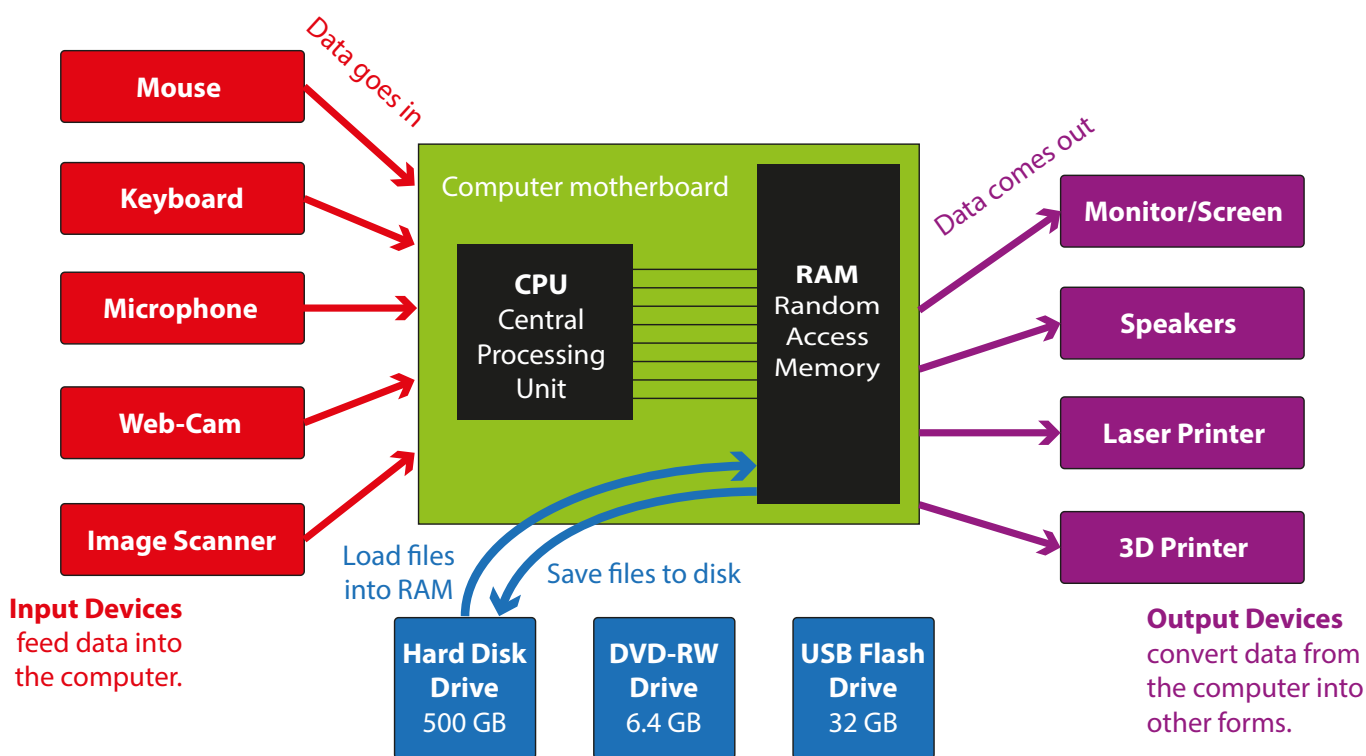 Mouse
Keyboard
Microphone
Web-Cam
Image Scanner
Input Devices
feed data into
the computer.
Data goes in
Computer motherboard
CPU
Central
Processing
Unit
RAM
Random
Access
Memory
Load files
into RAM
Save files to disk
Hard Disk
Drive
500 GB
DVD-RW
Drive
6.4 GB
USB Flash
Drive
32 GB
Data comes out
Monitor/Screen
Speakers
Laser Printer
3D Printer
Output Devices
convert data from
the computer into
other forms.